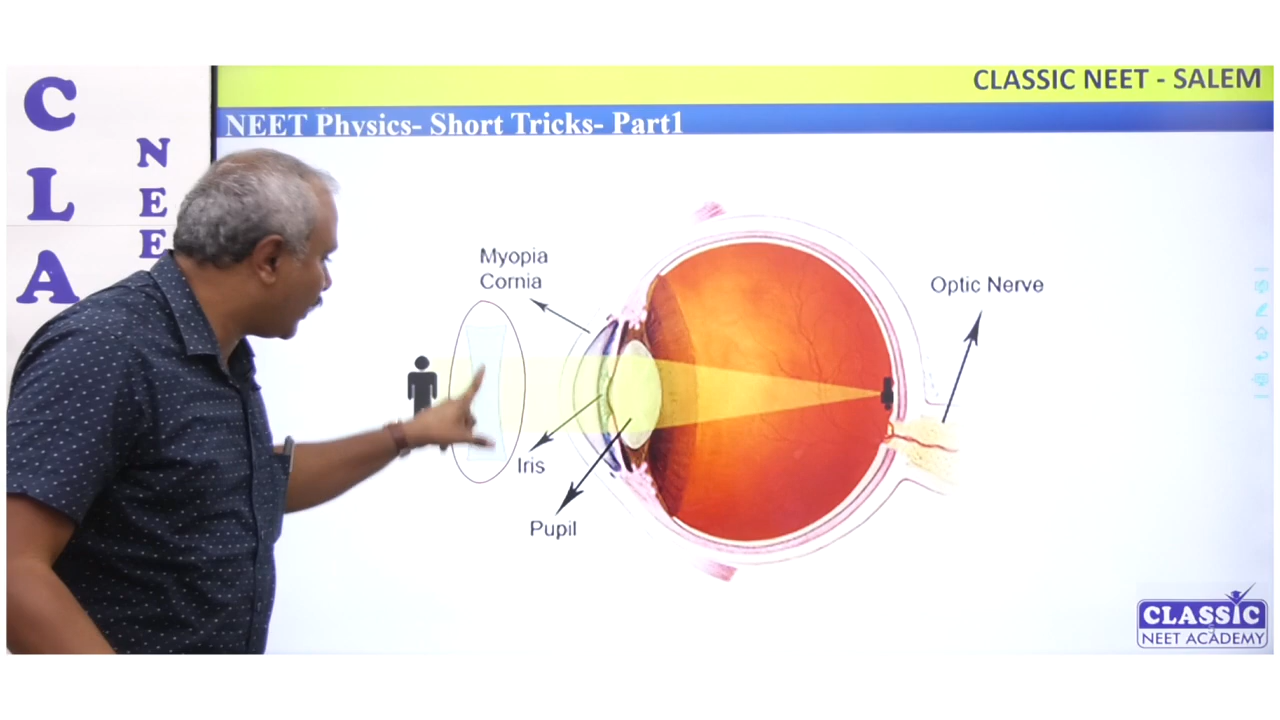 C
L
A
N
E
E
CLASSIC NEET - SALEM
NEET Physics- Short Tricks- Part1
Myopia
Cornia
Optic Nerve
Iris
Pupil
CLASSIC
NEET ACADEMY